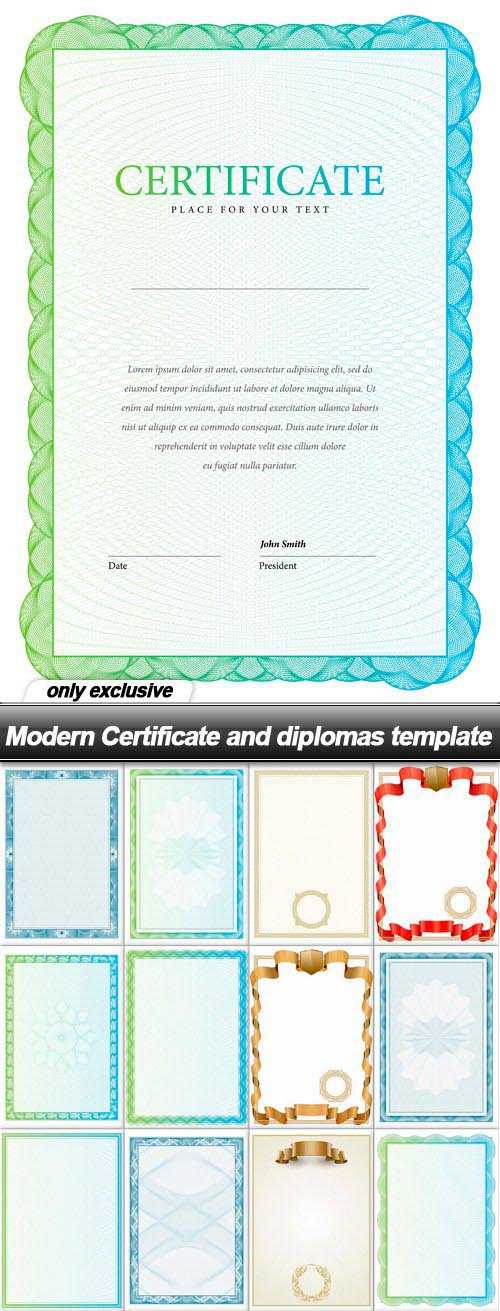 CERTIFICATE
PLACE FOR YOUR TEXT
Lorem ipsum dolor sit amet, consectetur adipisicing elit, sed do
eiusmod tempor incididunt ut labore et dolore magna aliqua. Ut
enim ad minim veniam, quis nostrud exercitation ullamco laboris
nisi ut aliquip ex ea commodo consequat. Duis aute irure dolor in
reprehenderit in voluptate velit esse cillum dolore
eu fugiat nulla pariatur.
John Smith
Date President
only exclusive
Modern Certificate and diplomas template